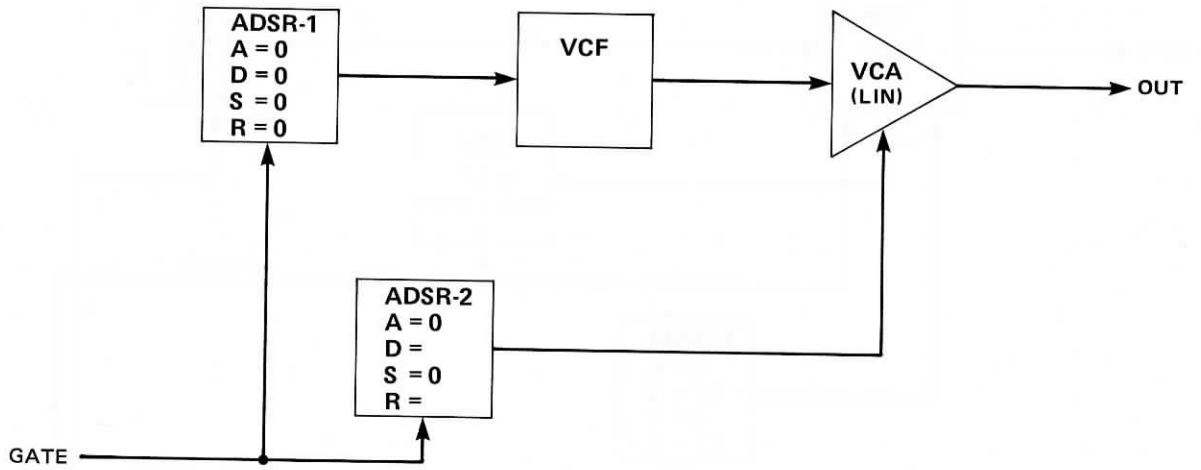 ADSR-1
A = 0
D = 0
S = 0
R = 0
VCF
VCA
(LIN)
OUT
ADSR-2
A = 0
D =
S = 0
R =
GATE